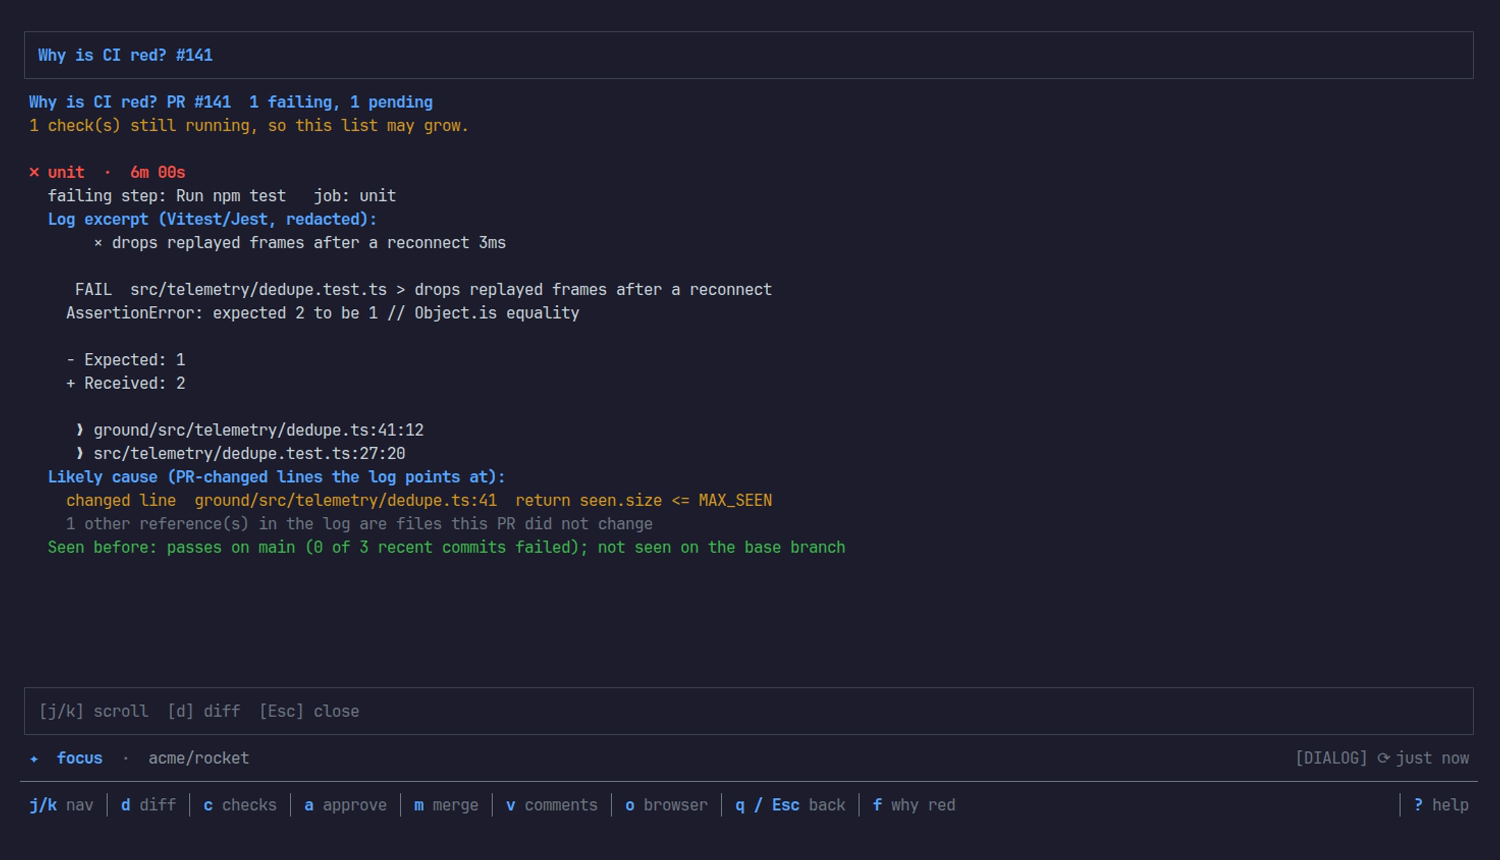 Why is CI red? #141
Why is CI red? PR #141  1 failing, 1 pending
1 check(s) still running, so this list may grow.
× unit  ·  6m 00s
failing step: Run npm test   job: unit
Log excerpt (Vitest/Jest, redacted):
× drops replayed frames after a reconnect 3ms
FAIL  src/telemetry/dedupe.test.ts > drops replayed frames after a reconnect
AssertionError: expected 2 to be 1 // Object.is equality
- Expected: 1
+ Received: 2
❫ ground/src/telemetry/dedupe.ts:41:12
❫ src/telemetry/dedupe.test.ts:27:20
Likely cause (PR-changed lines the log points at):
changed line  ground/src/telemetry/dedupe.ts:41  return seen.size <= MAX_SEEN
1 other reference(s) in the log are files this PR did not change
Seen before: passes on main (0 of 3 recent commits failed); not seen on the base branch
[j/k] scroll  [d] diff  [Esc] close
✦  focus  ·  acme/rocket  [DIALOG] ⟳ just now
j/k nav │ d diff │ c checks │ a approve │ m merge │ v comments │ o browser │ q / Esc back │ f why red │ ? help